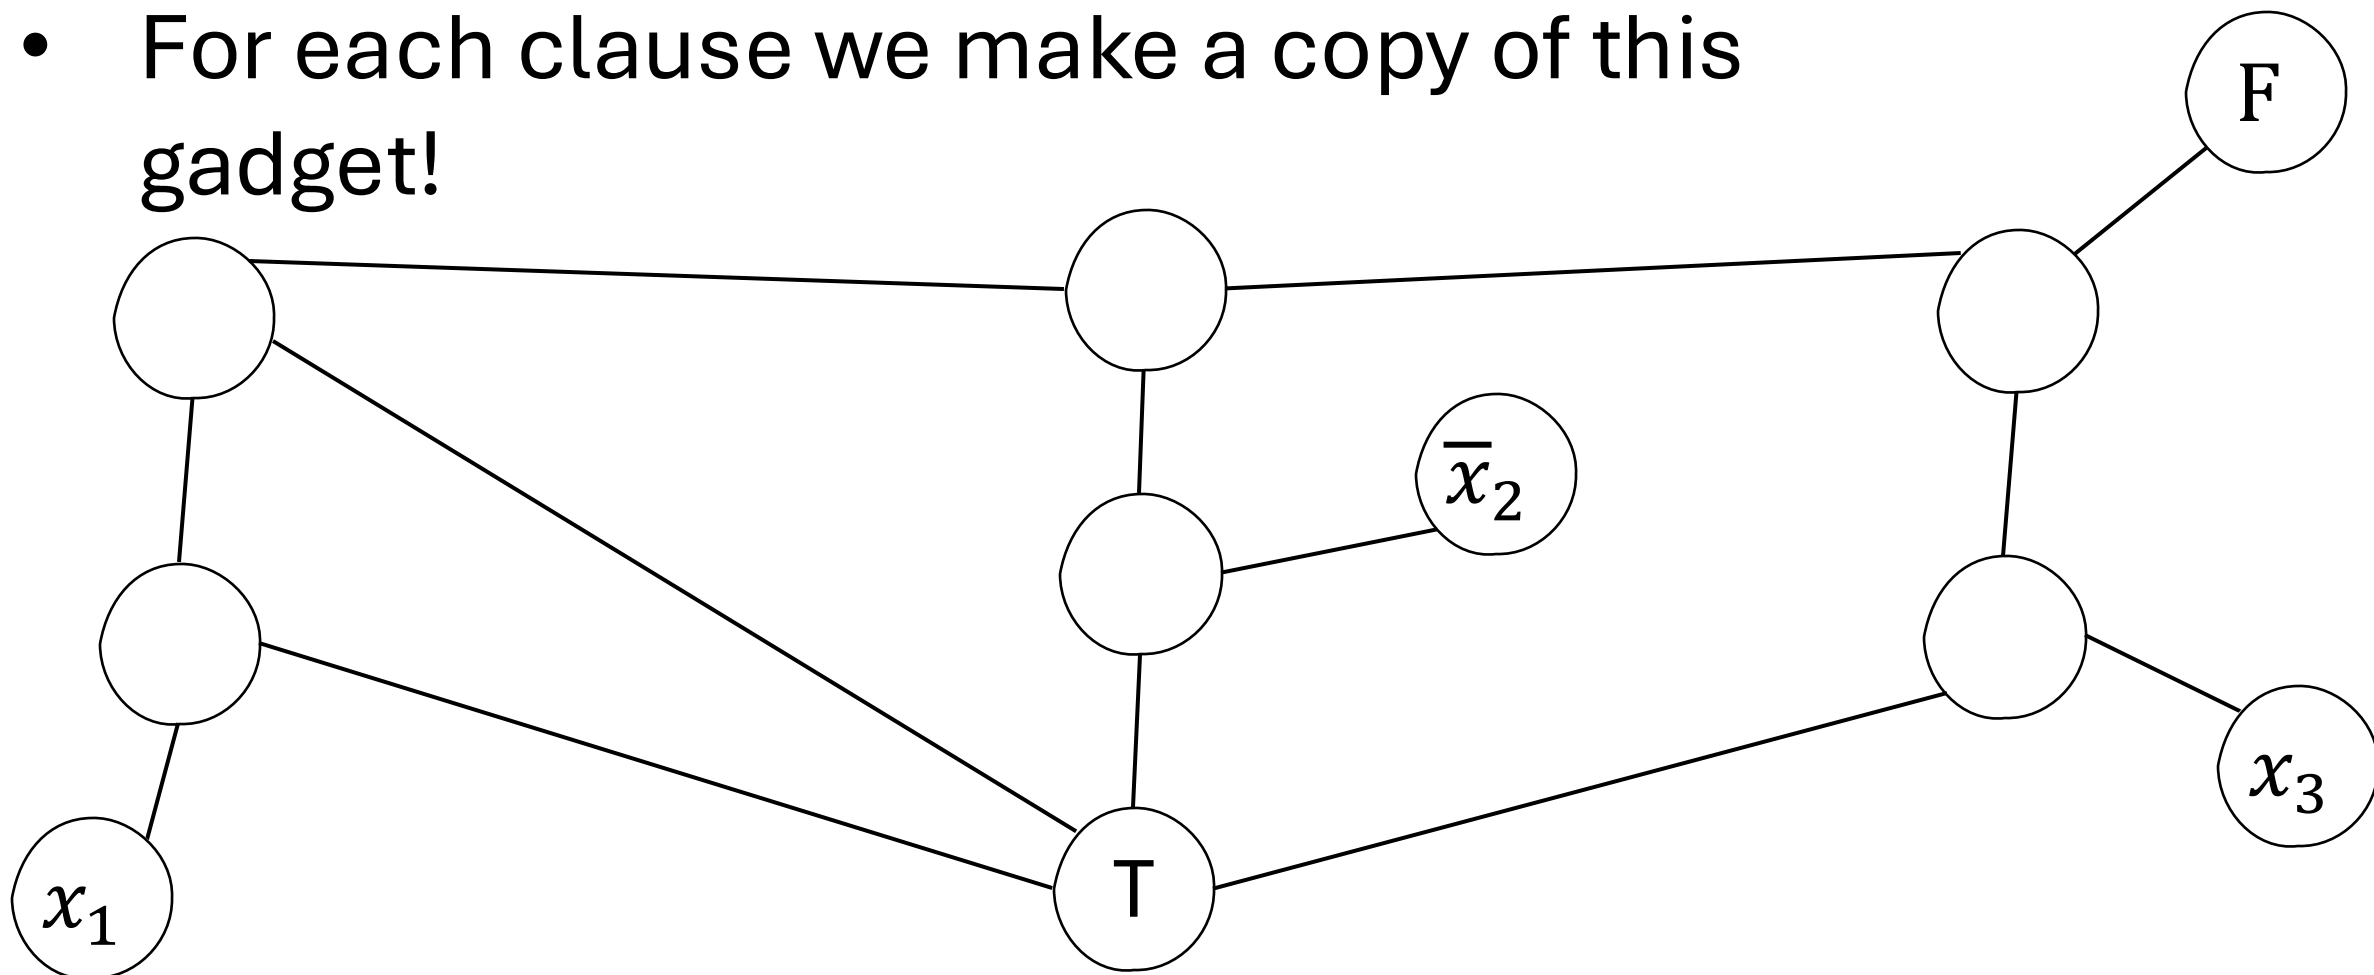 • For each clause we make a copy of this
gadget!
F
x̅₂
x₃
T
x₁